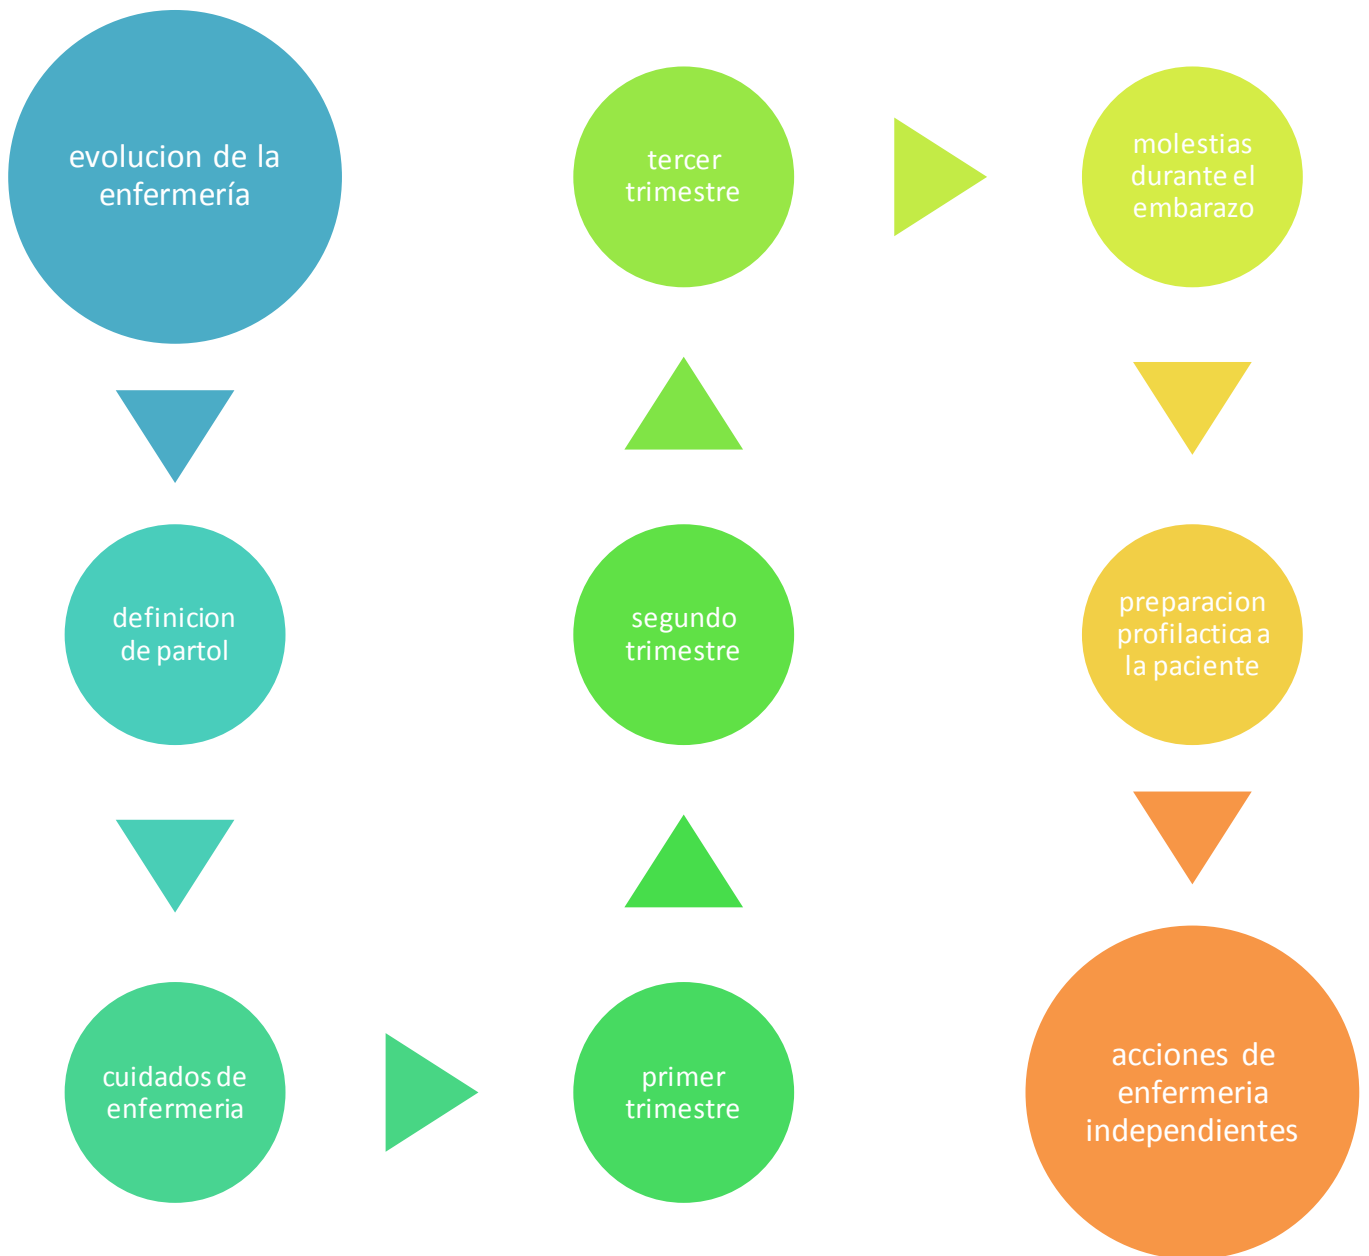 evolucion de la
enfermería
definicion
de partol
cuidados de
enfermeria
primer
trimestre
segundo
trimestre
tercer
trimestre
molestias
durante el
embarazo
preparacion
profilactica a
la paciente
acciones de
enfermeria
independientes